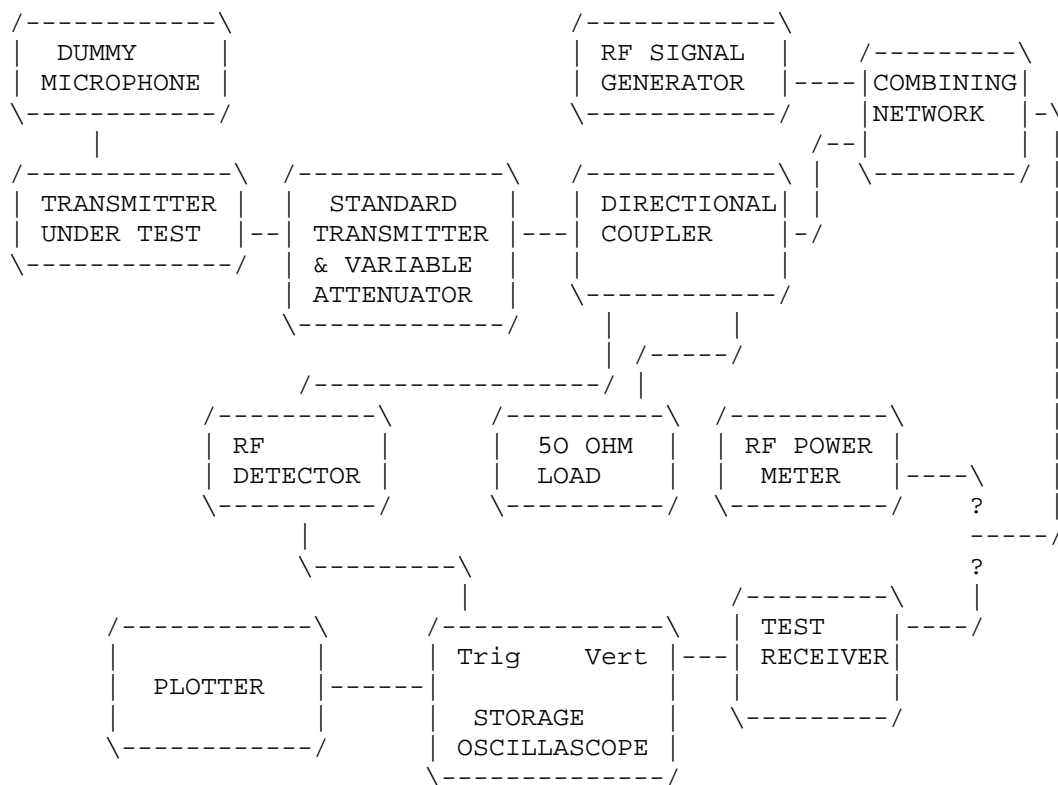 DUMMY
MICROPHONE
RF SIGNAL
GENERATOR
COMBINING
NETWORK
TRANSMITTER
UNDER TEST
STANDARD
TRANSMITTER
& VARIABLE
ATTENUATOR
DIRECTIONAL
COUPLER
RF
DETECTOR
50 OHM
LOAD
RF POWER
METER
?
?
PLOTTER
Trig Vert
STORAGE
OSCILLASCOPE
TEST
RECEIVER